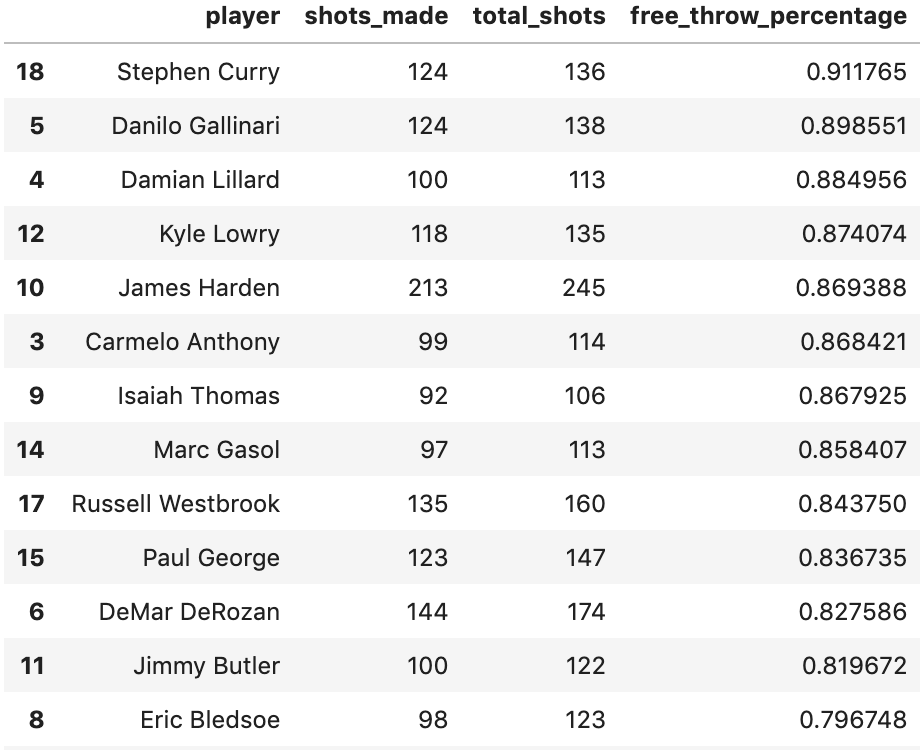 player shots_made total_shots free_throw_percentage
18 Stephen Curry 124 136 0.911765
5 Danilo Gallinari 124 138 0.898551
4 Damian Lillard 100 113 0.884956
12 Kyle Lowry 118 135 0.874074
10 James Harden 213 245 0.869388
3 Carmelo Anthony 99 114 0.868421
9 Isaiah Thomas 92 106 0.867925
14 Marc Gasol 97 113 0.858407
17 Russell Westbrook 135 160 0.843750
15 Paul George 123 147 0.836735
6 DeMar DeRozan 144 174 0.827586
11 Jimmy Butler 100 122 0.819672
8 Eric Bledsoe 98 123 0.796748